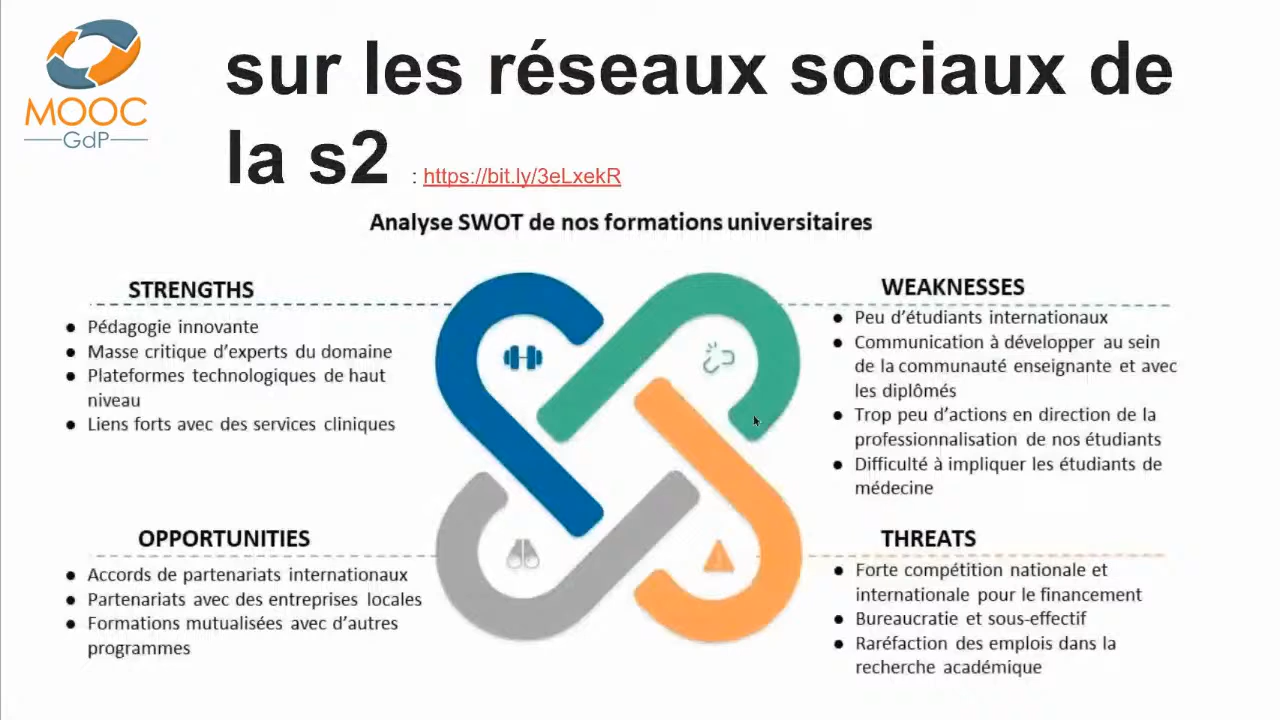 MOOC
GdP
sur les réseaux sociaux de
la s2 : https://bit.ly/3eLxekR
Analyse SWOT de nos formations universitaires
STRENGTHS
● Pédagogie innovante
● Masse critique d'experts du domaine
● Plateformes technologiques de haut
niveau
● Liens forts avec des services cliniques
WEAKNESSES
● Peu d'étudiants internationaux
● Communication à développer au sein
de la communauté enseignante et avec
les diplômés
● Trop peu d'actions en direction de la
professionnalisation de nos étudiants
● Difficulté à impliquer les étudiants de
médecine
OPPORTUNITIES
● Accords de partenariats internationaux
● Partenariats avec des entreprises locales
● Formations mutualisées avec d'autres
programmes
THREATS
● Forte compétition nationale et
internationale pour le financement
● Bureaucratie et sous-effectif
● Raréfaction des emplois dans la
recherche académique